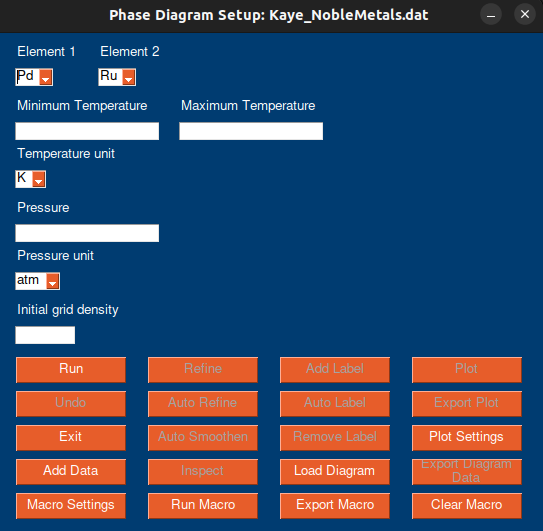 Phase Diagram Setup: Kaye_NobleMetals.dat
Element 1 Element 2
Pd Ru
Minimum Temperature Maximum Temperature
Temperature unit
K
Pressure
Pressure unit
atm
Initial grid density
Run Refine Add Label Plot
Undo Auto Refine Auto Label Export Plot
Exit Auto Smoothen Remove Label Plot Settings
Add Data Inspect Load Diagram Export Diagram
Data
Macro Settings Run Macro Export Macro Clear Macro